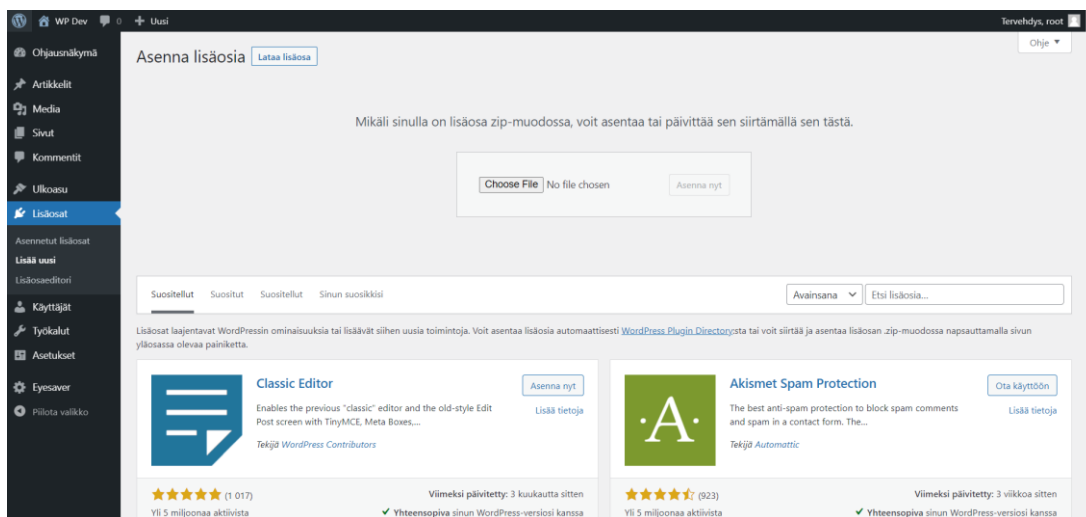 WP Dev 0 Uusi Tervehdys, root
Ohje
Ohjausnäkymä
Artikkelit
Media
Sivut
Kommentit
Ulkoasu
Lisäosat
Asennetut lisäosat
Lisää uusi
Lisäosaeditori
Käyttäjät
Työkalut
Asetukset
Eyesaver
Piilota valikko
Asenna lisäosia Lataa lisäosa
Mikäli sinulla on lisäosa zip-muodossa, voit asentaa tai päivittää sen siirtämällä sen tästä.
Choose File No file chosen Asenna nyt
Suositellut Suositut Suositellut Sinun suosikkisi Avainsana Etsi lisäosia...
Lisäosat laajentavat WordPressin ominaisuuksia tai lisäävät siihen uusia toimintoja. Voit asentaa lisäosia automaattisesti WordPress Plugin Directory:sta tai voit siirtää ja asentaa lisäosan .zip-muodossa napsauttamalla sivun
yläosassa olevaa painiketta.
Classic Editor Asenna nyt
Enables the previous "classic" editor and the old-style Edit Lisää tietoja
Post screen with TinyMCE, Meta Boxes,...
Tekijä WordPress Contributors
(1 017) Viimeksi päivitetty: 3 kuukautta sitten
Yli 5 miljoonaa aktiivista Yhteensopiva sinun WordPress-versiosi kanssa
·A·
Akismet Spam Protection Ota käyttöön
The best anti-spam protection to block spam comments Lisää tietoja
and spam in a contact form. The...
Tekijä Automattic
(923) Viimeksi päivitetty: 3 viikkoa sitten
Yli 5 miljoonaa aktiivista Yhteensopiva sinun WordPress-versiosi kanssa